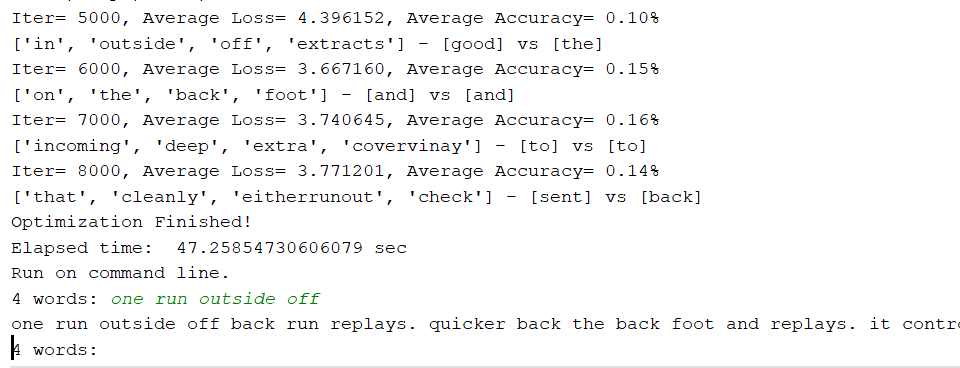 Iter= 5000, Average Loss= 4.396152, Average Accuracy= 0.10%
['in', 'outside', 'off', 'extracts'] - [good] vs [the]
Iter= 6000, Average Loss= 3.667160, Average Accuracy= 0.15%
['on', 'the', 'back', 'foot'] - [and] vs [and]
Iter= 7000, Average Loss= 3.740645, Average Accuracy= 0.16%
['incoming', 'deep', 'extra', 'covervinay'] - [to] vs [to]
Iter= 8000, Average Loss= 3.771201, Average Accuracy= 0.14%
['that', 'cleanly', 'eitherrunout', 'check'] - [sent] vs [back]
Optimization Finished!
Elapsed time:  47.25854730606079 sec
Run on command line.
4 words: one run outside off
one run outside off back run replays. quicker back the back foot and replays. it
4 words: